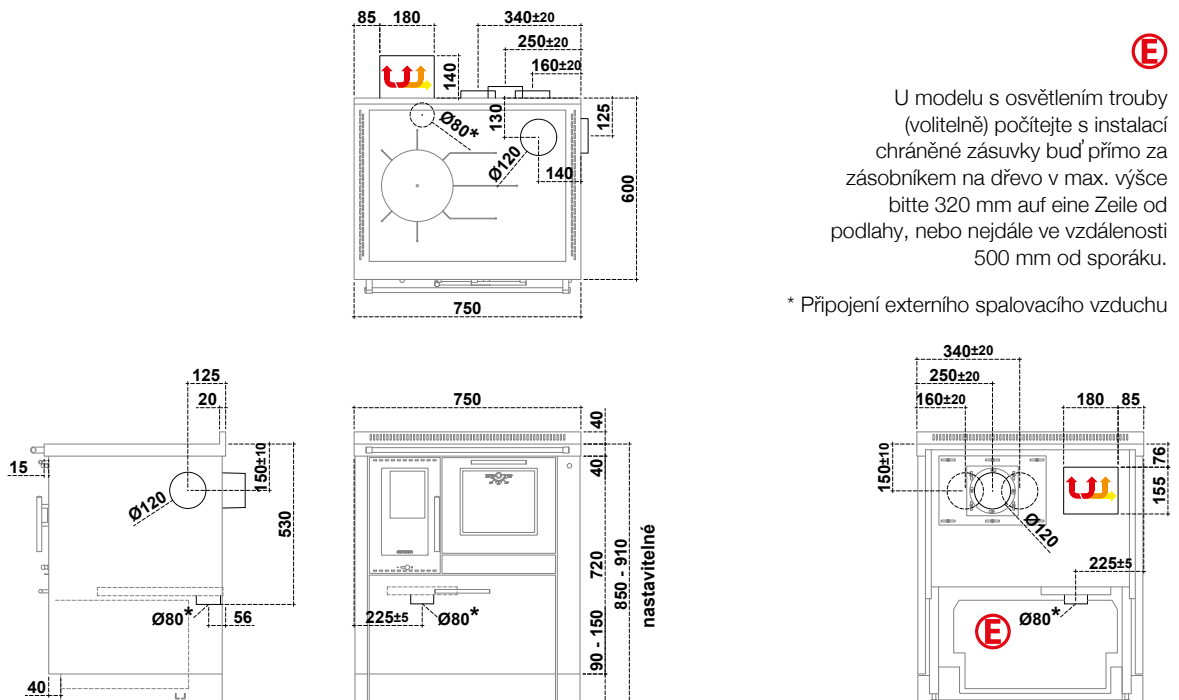 85 180 340±20
250±20
160±20
140
Ø80*
130
125
Ø120
140
600
750
E
U modelu s osvětlením trouby
(volitelně) počítejte s instalací
chráněné zásuvky buď přímo za
zásobníkem na dřevo v max. výšce
bitte 320 mm auf eine Zeile od
podlahy, nebo nejdále ve vzdálenosti
500 mm od sporáku.
* Připojení externího spalovacího vzduchu
125
20
15
150±10
Ø120
530
Ø80*
56
40
750
40
40
720
850 - 910
nastavitelné
225±5
Ø80*
90 - 150
340±20
250±20
160±20
180 85
150±10
76
155
Ø120
225±5
Ø80*
E